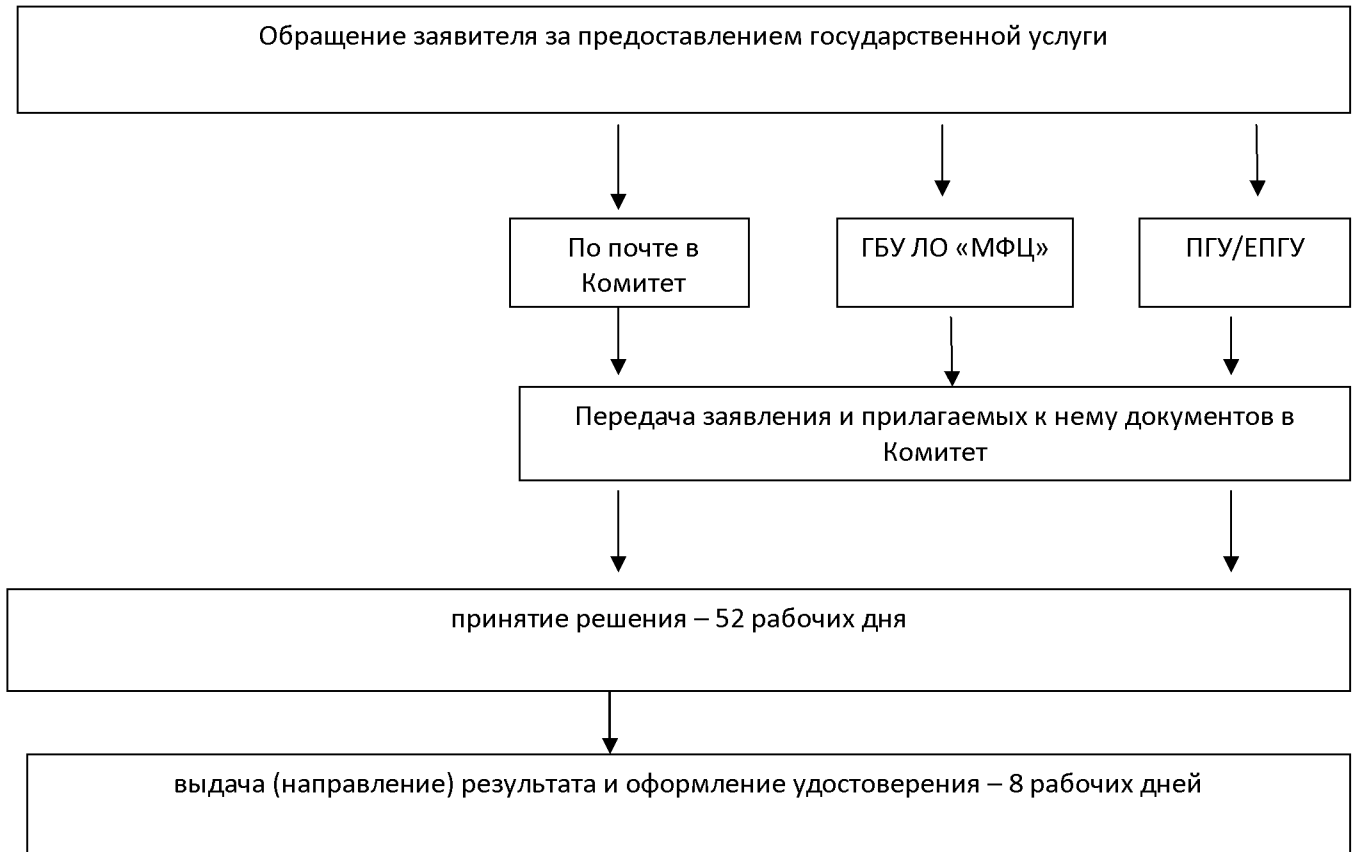 Обращение заявителя за предоставлением государственной услуги
По почте в
Комитет
ГБУ ЛО «МФЦ»
ПГУ/ЕПГУ
Передача заявления и прилагаемых к нему документов в
Комитет
принятие решения – 52 рабочих дня
выдача (направление) результата и оформление удостоверения – 8 рабочих дней